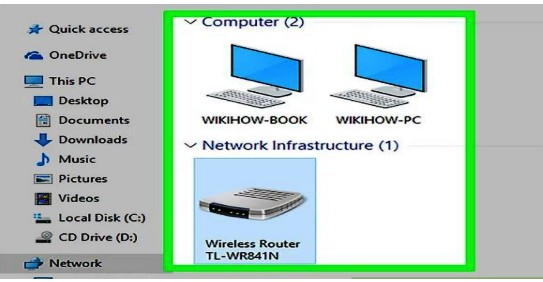 Quick access
OneDrive
This PC
Desktop
Documents
Downloads
Music
Pictures
Videos
Local Disk (C:)
CD Drive (D:)
Network
Computer (2)
WIKIHOW-BOOK WIKIHOW-PC
Network Infrastructure (1)
Wireless Router
TL-WR841N